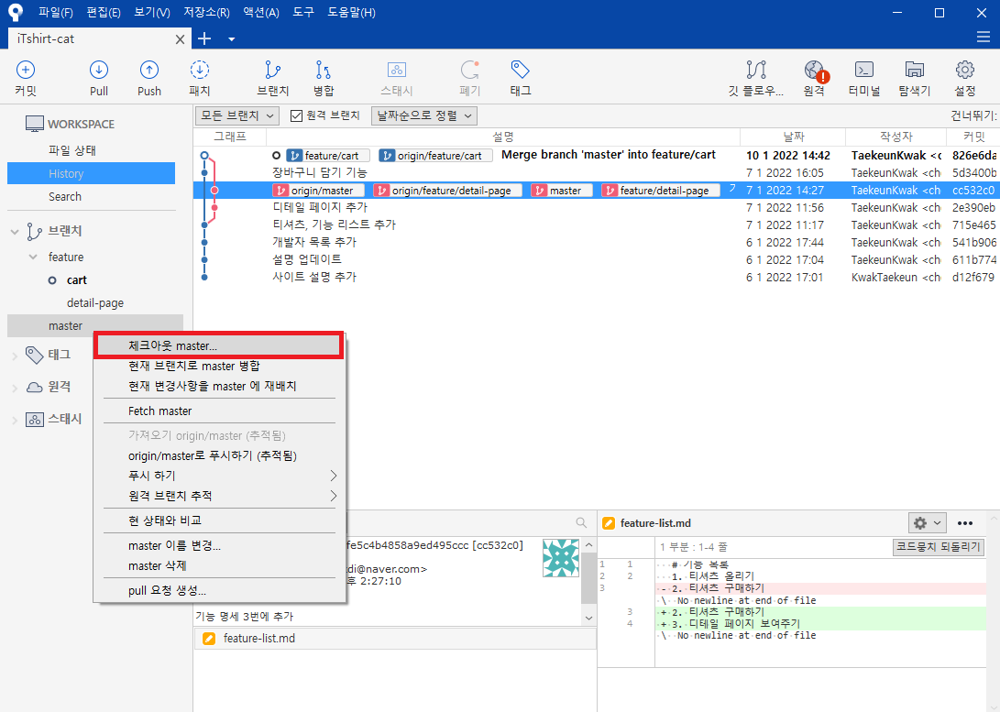 파일(F) 편집(E) 보기(V) 저장소(R) 액션(A) 도구 도움말(H)
iTshirt-cat
커밋 Pull Push 패치 브랜치 병합 스태시 폐기 태그 깃 플로우... 원격 터미널 탐색기 설정
WORKSPACE
파일 상태
History
Search
브랜치
feature
cart
detail-page
master
태그
원격
스태시
모든 브랜치 원격 브랜치 날짜순으로 정렬 건너뛰기:
그래프 설명 날짜 작성자 커밋
feature/cart origin/feature/cart Merge branch 'master' into feature/cart 10 1 2022 14:42 TaekeunKwak <ch 826e6da
장바구니 담기 기능 7 1 2022 16:05 TaekeunKwak <ch 5d3400b
origin/master origin/feature/detail-page master feature/detail-page 7 1 2022 14:27 TaekeunKwak <ch cc532c0
디테일 페이지 추가 7 1 2022 11:56 TaekeunKwak <ch 2e390eb
티셔츠, 기능 리스트 추가 7 1 2022 11:17 TaekeunKwak <ch 715e465
개발자 목록 추가 6 1 2022 17:44 TaekeunKwak <ch 541b906
설명 업데이트 6 1 2022 17:04 TaekeunKwak <ch 611b774
사이트 설명 추가 6 1 2022 17:01 KwakTaekeun <ch d12f679
체크아웃 master...
현재 브랜치로 master 병합
현재 변경사항을 master 에 재배치
Fetch master
가져오기 origin/master (추적됨)
origin/master로 푸시하기 (추적됨)
푸시 하기
원격 브랜치 추적
현 상태와 비교
master 이름 변경...
master 삭제
pull 요청 생성...
fe5c4b4858a9ed495ccc [cc532c0]
di@naver.com>
후 2:27:10
기능 명세 3번에 추가
feature-list.md
feature-list.md
1 부분 : 1-4 줄 코드뭉치 되돌리기
1 1 # 기능 목록
2 2 1. 티셔츠 올리기
3 - 2. 티셔츠 구매하기
\ No newline at end of file
3 + 2. 티셔츠 구매하기
4 + 3. 디테일 페이지 보여주기
\ No newline at end of file